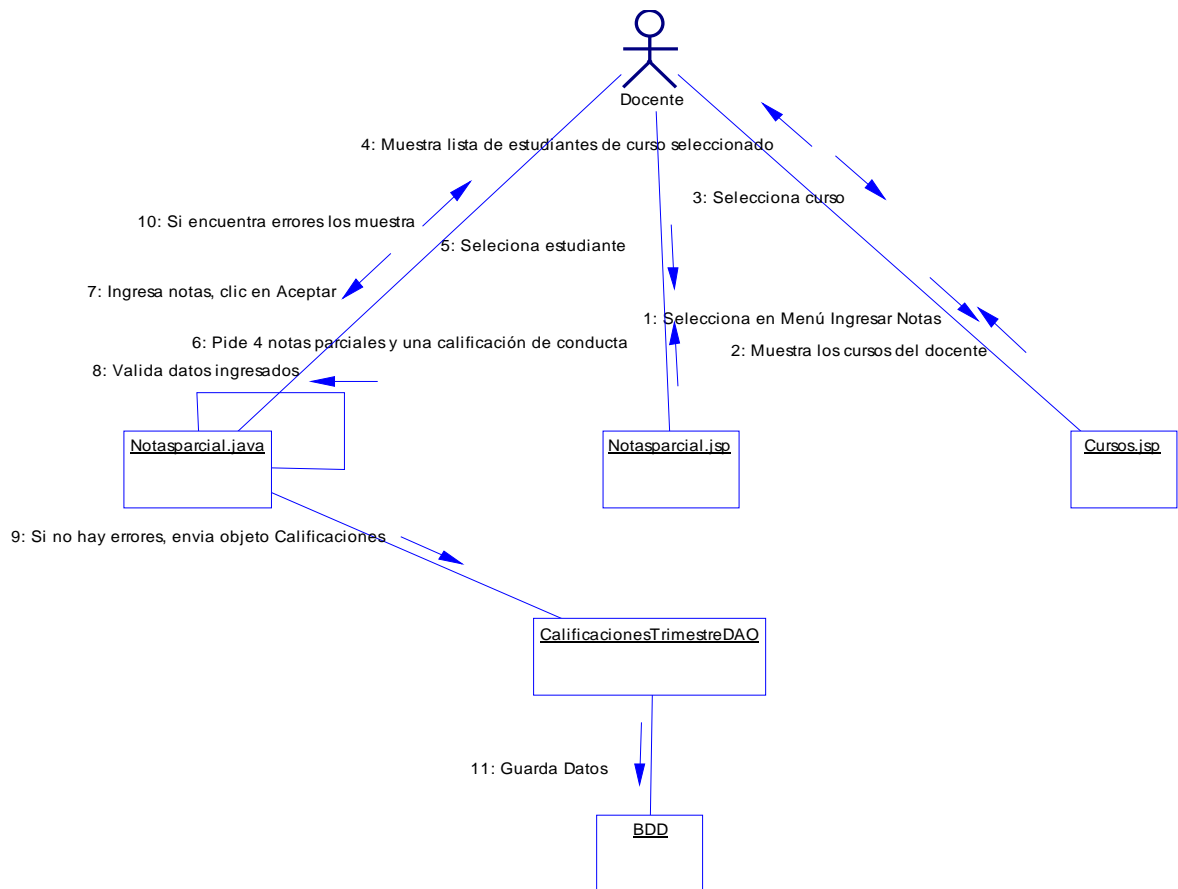 Docente
4: Muestra lista de estudiantes de curso seleccionado
3: Selecciona curso
10: Si encuentra errores los muestra
5: Seleciona estudiante
7: Ingresa notas, clic en Aceptar
1: Selecciona en Menú Ingresar Notas
6: Pide 4 notas parciales y una calificación de conducta
2: Muestra los cursos del docente
8: Valida datos ingresados
Notasparcial.java
Notasparcial.jsp
Cursos.jsp
9: Si no hay errores, envia objeto Calificaciones
CalificacionesTrimestreDAO
11: Guarda Datos
BDD